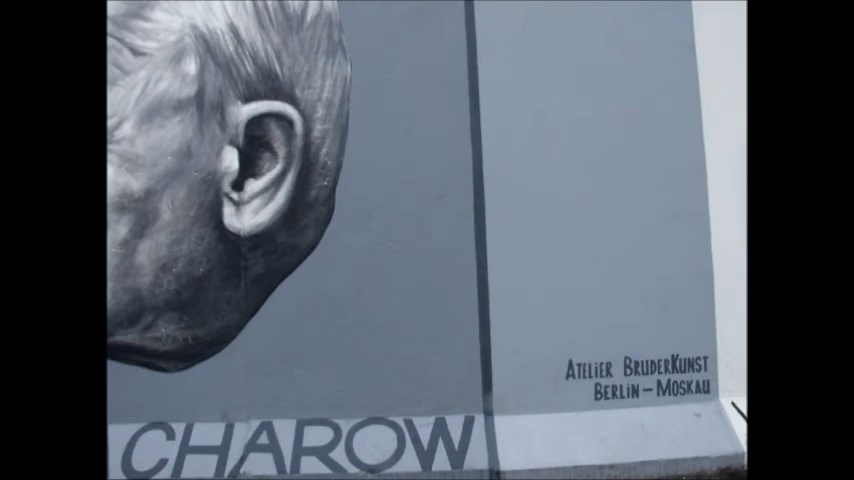 ATELIER BRUDERKUNST
BERLIN – MOSKAU
CHAROW